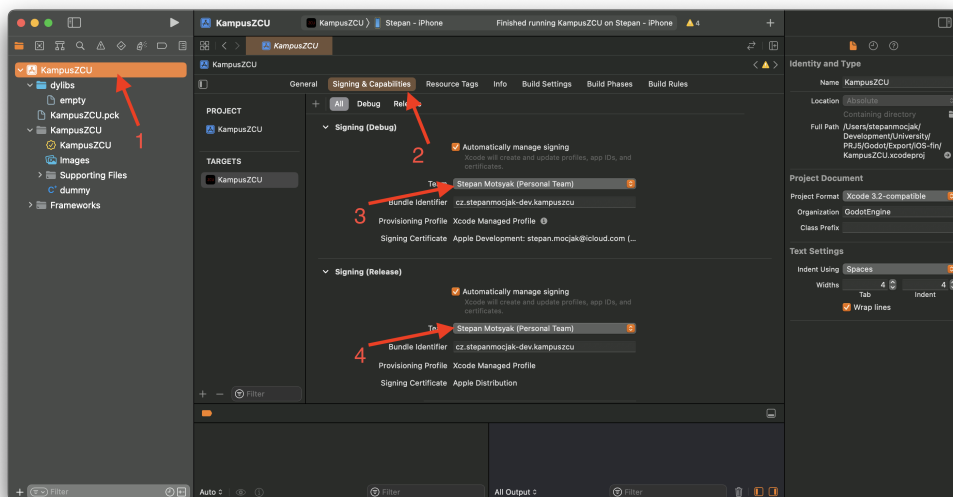 KampusZCU
KampusZCU
Stepan - iPhone
Finished running KampusZCU on Stepan - iPhone
4
KampusZCU
KampusZCU
dylibs
empty
KampusZCU.pck
KampusZCU
KampusZCU
Images
Supporting Files
dummy
Frameworks
Filter
1
KampusZCU
General
Signing & Capabilities
Resource Tags
Info
Build Settings
Build Phases
Build Rules
PROJECT
KampusZCU
TARGETS
KampusZCU
Filter
All
Debug
2
Signing (Debug)
Automatically manage signing
Xcode will create and update profiles, app IDs, and
certificates.
Stepan Motsyak (Personal Team)
3
Bundle Identifier
cz.stepanmocjak-dev.kampuszcu
Provisioning Profile
Xcode Managed Profile
Signing Certificate
Apple Development: stepan.mocjak@icloud.com (...
Signing (Release)
Automatically manage signing
Xcode will create and update profiles, app IDs, and
certificates.
Stepan Motsyak (Personal Team)
4
Bundle Identifier
cz.stepanmocjak-dev.kampuszcu
Provisioning Profile
Xcode Managed Profile
Signing Certificate
Apple Distribution
Auto
Filter
All Output
Filter
Identity and Type
Name
KampusZCU
Location
Absolute
Containing directory
Full Path
/Users/stepanmocjak/
Development/University/
PRJ5/Godot/Export/iOS-fin/
KampusZCU.xcodeproj
Project Document
Project Format
Xcode 3.2-compatible
Organization
GodotEngine
Class Prefix
Text Settings
Indent Using
Spaces
Widths
4
4
Tab
Indent
Wrap lines